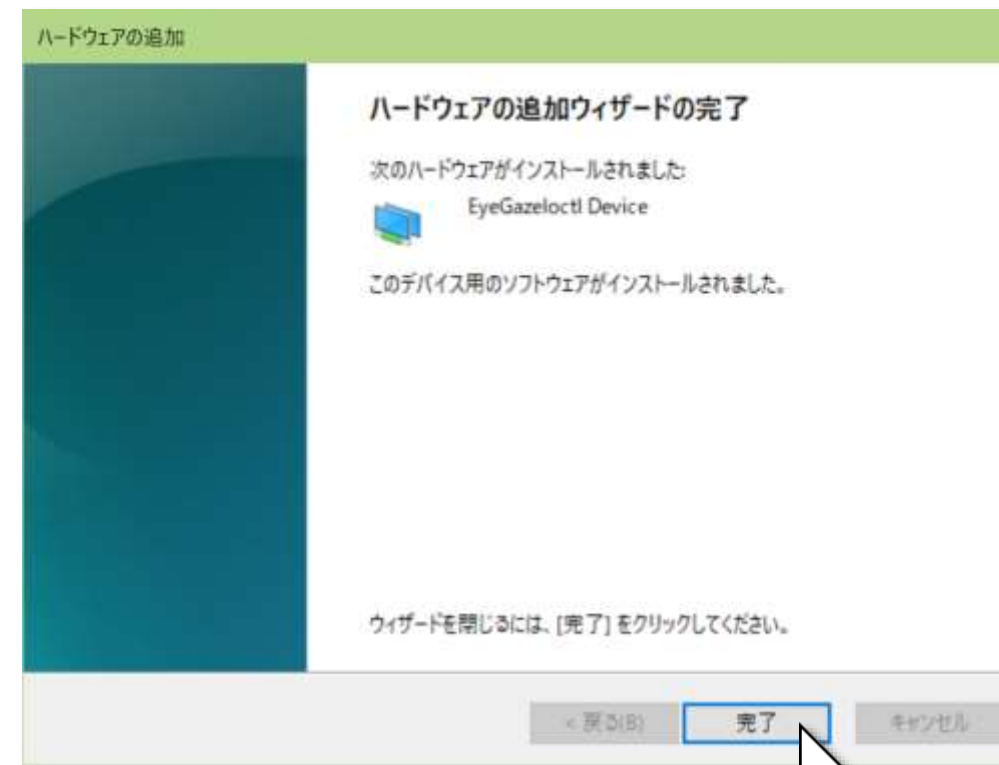 ハードウェアの追加
ハードウェアの追加ウィザードの完了
次のハードウェアがインストールされました:
EyeGazeIoctl Device
このデバイス用のソフトウェアがインストールされました。
ウィザードを閉じるには、[完了] をクリックしてください。
< 戻る(B)
完了
キャンセル